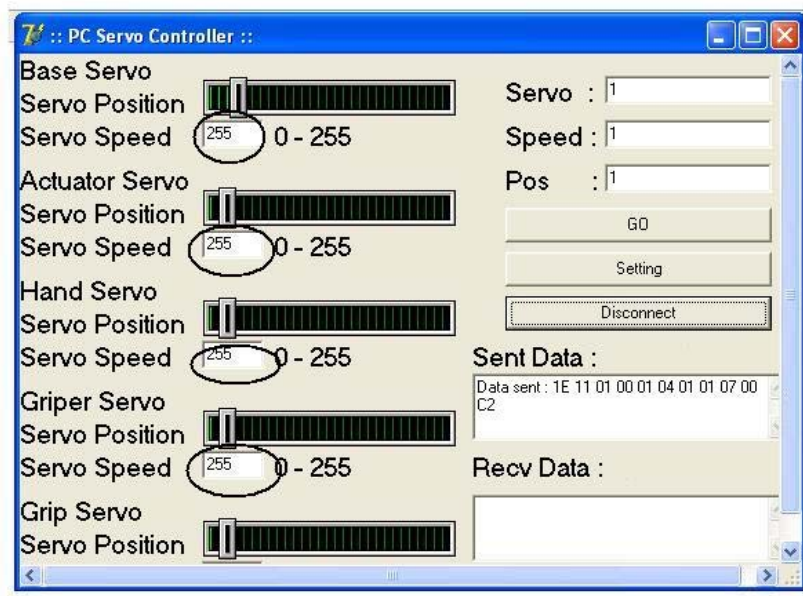 :: PC Servo Controller ::
Base Servo
Servo Position
Servo Speed 255 0 - 255
Actuator Servo
Servo Position
Servo Speed 255 0 - 255
Hand Servo
Servo Position
Servo Speed 255 0 - 255
Griper Servo
Servo Position
Servo Speed 255 0 - 255
Grip Servo
Servo Position
Servo : 1
Speed : 1
Pos : 1
GO
Setting
Disconnect
Sent Data :
Data sent : 1E 11 01 00 01 04 01 01 07 00
C2
Recv Data :